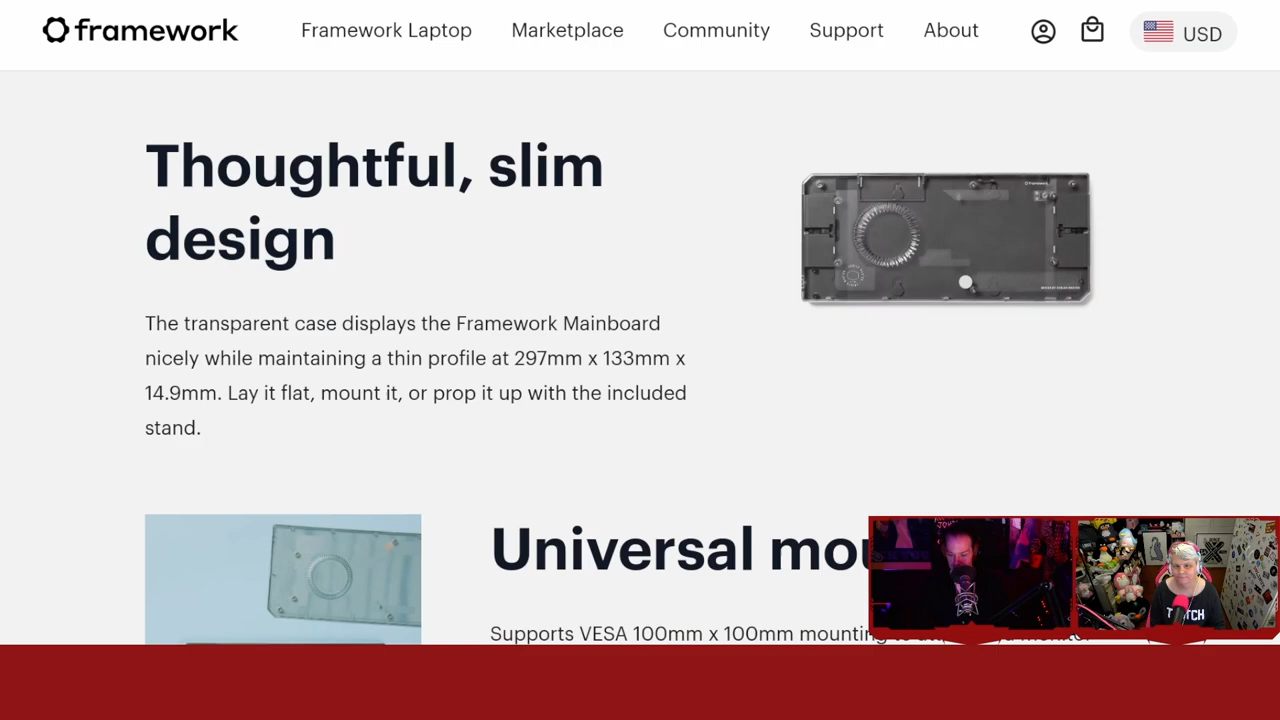 framework
Framework Laptop
Marketplace
Community
Support
About
USD
Thoughtful, slim
design
The transparent case displays the Framework Mainboard
nicely while maintaining a thin profile at 297mm x 133mm x
14.9mm. Lay it flat, mount it, or prop it up with the included
stand.
Universal
Supports VESA 100mm x 100mm mounting to